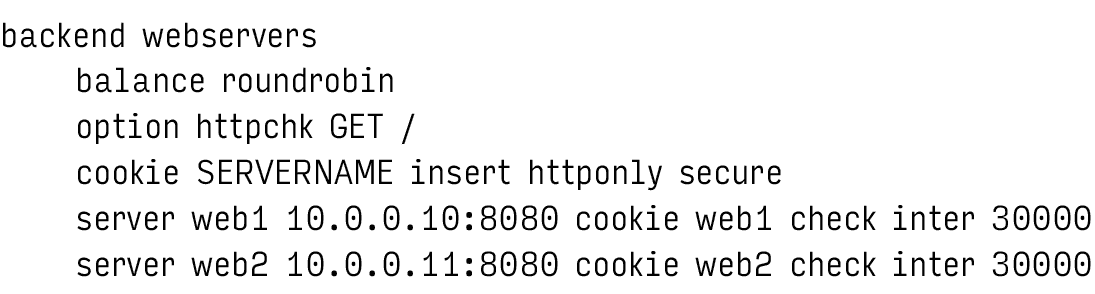 backend webservers
    balance roundrobin
    option httpchk GET /
    cookie SERVERNAME insert httponly secure
    server web1 10.0.0.10:8080 cookie web1 check inter 30000
    server web2 10.0.0.11:8080 cookie web2 check inter 30000